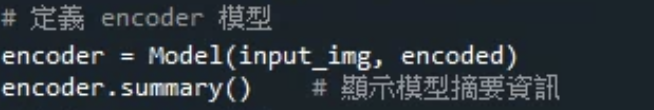 # 定義 encoder 模型
encoder = Model(input_img, encoded)
encoder.summary()    # 顯示模型摘要資訊